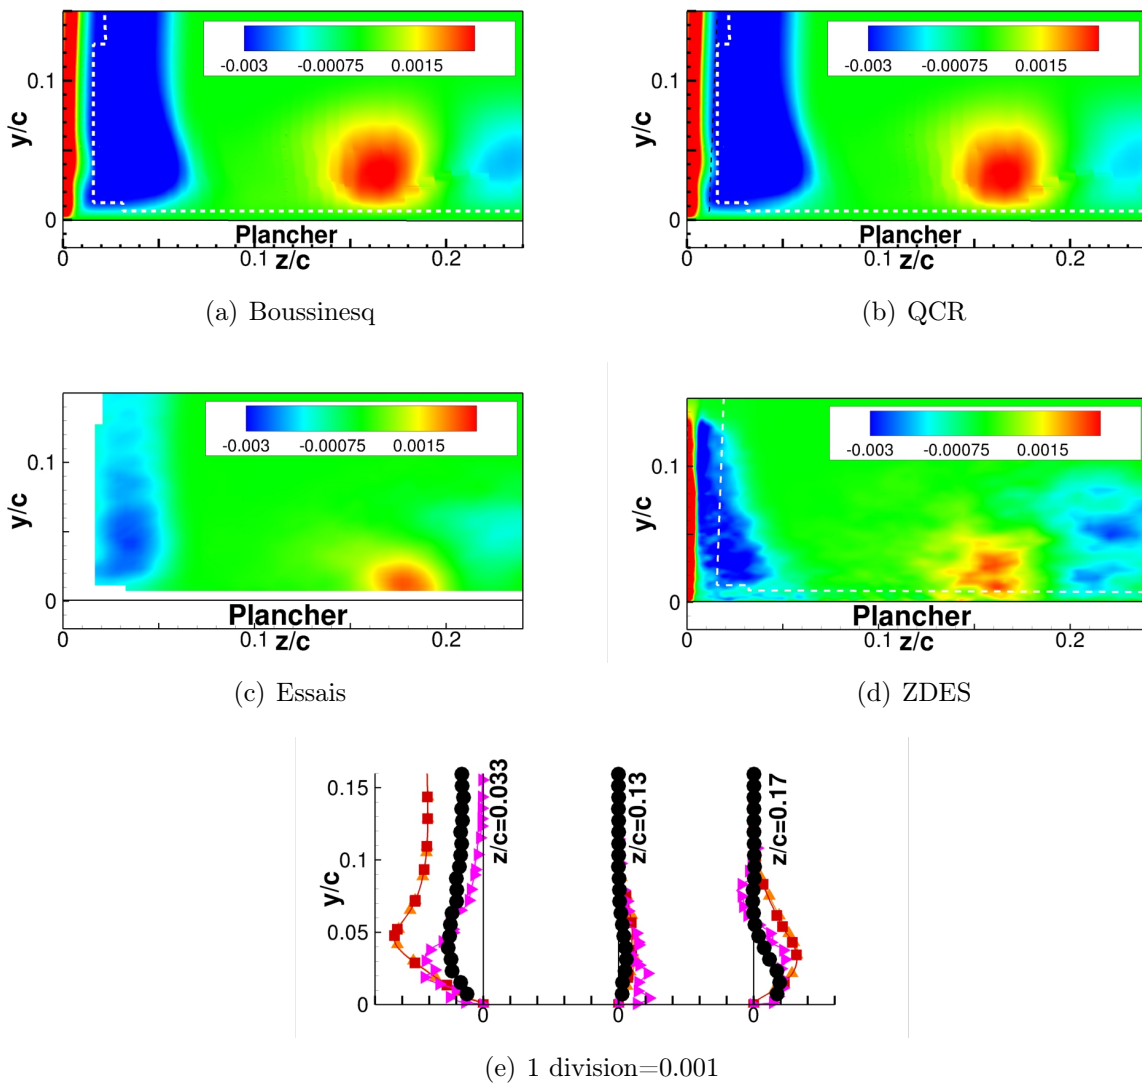 y/c
0.1
0
-0.003 -0.00075 0.0015
Plancher
0 0.1 0.2
z/c
(a) Boussinesq
y/c
0.1
0
-0.003 -0.00075 0.0015
Plancher
0 0.1 0.2
z/c
(b) QCR
y/c
0.1
0
-0.003 -0.00075 0.0015
Plancher
0 0.1 0.2
z/c
(c) Essais
y/c
0.1
0
-0.003 -0.00075 0.0015
Plancher
0 0.1 0.2
z/c
(d) ZDES
y/c
0.15
0.1
0.05
0
z/c=0.033
z/c=0.13
z/c=0.17
0 0 0
(e) 1 division=0.001